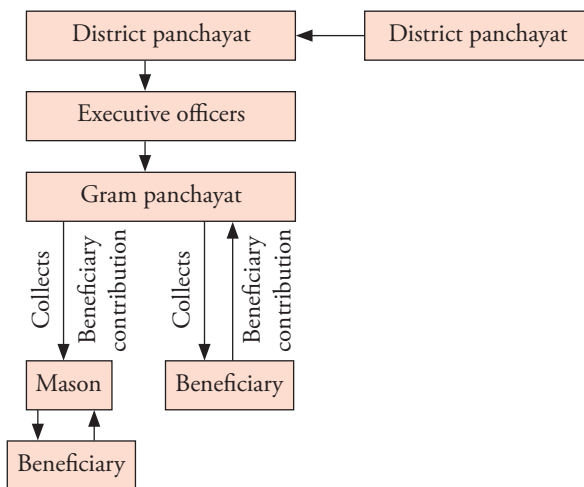 District panchayat
District panchayat
Executive officers
Gram panchayat
Collects
Beneficiary
contribution
Collects
Beneficiary
contribution
Mason
Beneficiary
Beneficiary